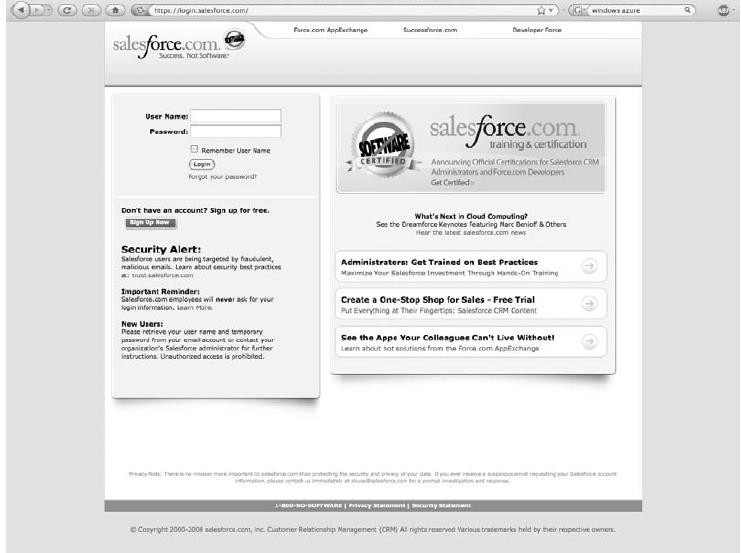 https://login.salesforce.com/
windows azure
salesforce.com.
Success. Not Software.
Force.com AppExchange
Successforce.com
Developer Force
User Name:
Password:
Remember User Name
Login
Forgot your password?
Don't have an account? Sign up for free.
Sign Up Now
Security Alert:
Salesforce users are being targeted by fraudulent,
malicious emails. Learn about security best practices
at: trust.salesforce.com
Important Reminder:
Salesforce.com employees will never ask for your
login information. Learn More.
New Users:
Please retrieve your user name and temporary
password from your email account or contact your
organization's Salesforce administrator for further
instructions. Unauthorized access is prohibited.
SOFTWARE
CERTIFIED
salesforce.com
training & certification
Announcing Official Certifications for Salesforce CRM
Administrators and Force.com Developers
Get Certified
What's Next in Cloud Computing?
See the Dreamforce Keynotes Featuring Marc Benioff & Others
Hear the latest salesforce.com news
Administrators: Get Trained on Best Practices
Maximize Your Salesforce Investment Through Hands-On Training
Create a One-Stop Shop for Sales - Free Trial
Put Everything at Their Fingertips: Salesforce CRM Content
See the Apps Your Colleagues Can't Live Without!
Learn about hot solutions from the Force.com AppExchange
Privacy Note: There is no mission more important to salesforce.com than protecting the security and privacy of your data. If you ever receive a suspicious email requesting your Salesforce account
information, please contact us immediately at abuse@salesforce.com for a prompt investigation and response.
1-800-NO-SOFTWARE | Privacy Statement | Security Statement
© Copyright 2000-2008 salesforce.com, inc. Customer Relationship Management (CRM) All rights reserved Various trademarks held by their respective owners.